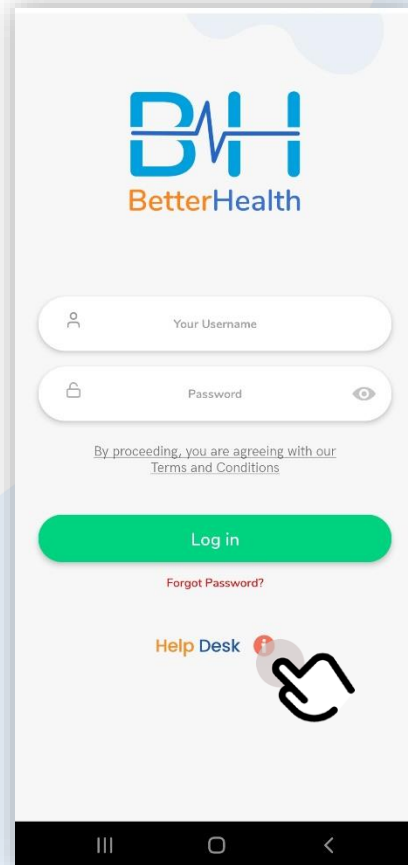 BH
BetterHealth
Your Username
Password
By proceeding, you are agreeing with our
Terms and Conditions
Log in
Forgot Password?
Help Desk i